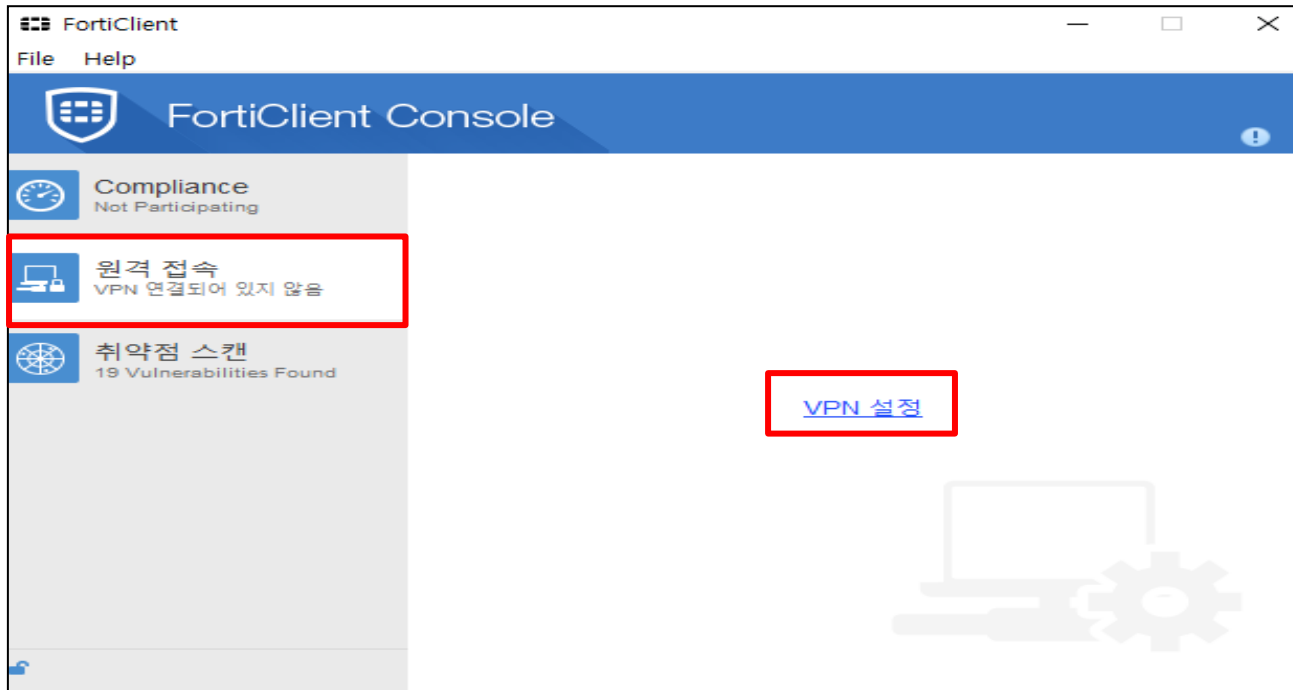 FortiClient
File Help
FortiClient Console
Compliance
Not Participating
원격 접속
VPN 연결되어 있지 않음
취약점 스캔
19 Vulnerabilities Found
VPN 설정